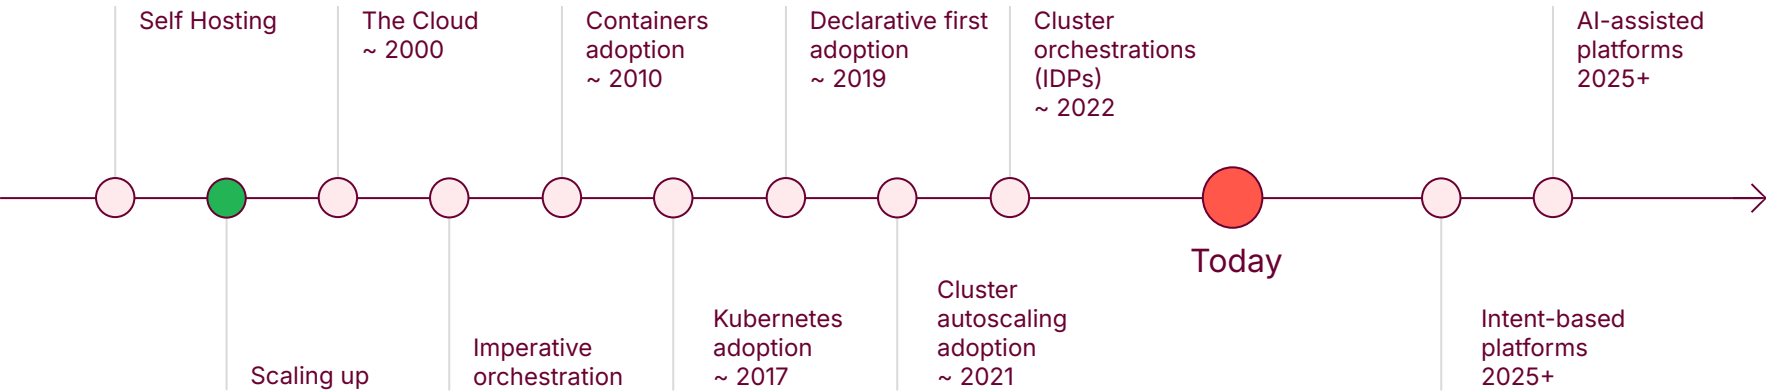 Self Hosting
The Cloud
~ 2000
Containers
adoption
~ 2010
Declarative first
adoption
~ 2019
Cluster
orchestrations
(IDPs)
~ 2022
AI-assisted
platforms
2025+
Today
Scaling up
Imperative
orchestration
Kubernetes
adoption
~ 2017
Cluster
autoscaling
adoption
~ 2021
Intent-based
platforms
2025+